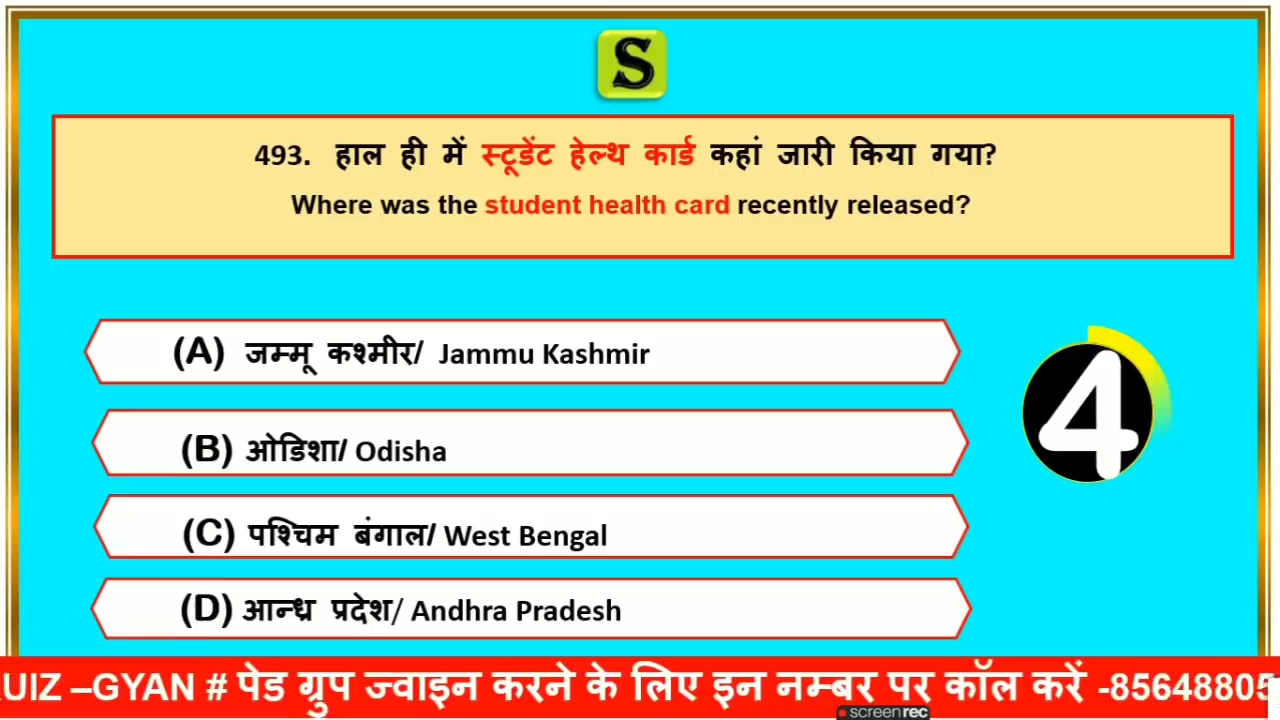 S
493. हाल ही में स्टूडेंट हेल्थ कार्ड कहां जारी किया गया?
Where was the student health card recently released?
(A) जम्मू कश्मीर/ Jammu Kashmir
4
(B) ओडिशा/ Odisha
(C) पश्चिम बंगाल/ West Bengal
(D) आन्ध्र प्रदेश/ Andhra Pradesh
UIZ –GYAN # पेड ग्रुप ज्वाइन करने के लिए इन नम्बर पर कॉल करें -85648805
screenrec